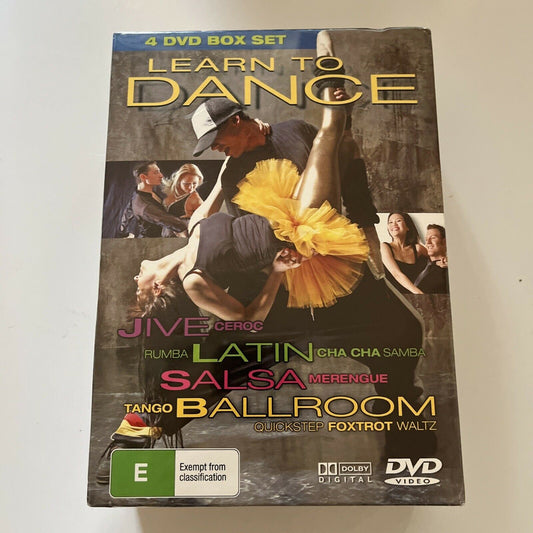 4 DVD BOX SET
LEARN TO
DANCE
JIVE CEROC
RUMBA LATIN CHA CHA SAMBA
SALSA MERENGUE
TANGO BALLROOM
QUICKSTEP FOXTROT WALTZ
E Exempt from
classification
DOLBY
DIGITAL
DVD
VIDEO